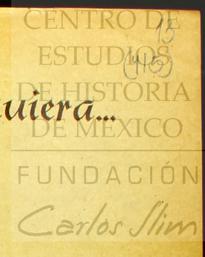 CENTRO DE
ESTUDIOS
DE HISTORIA
DE MÉXICO
uiera...
FUNDACIÓN
Carlos Slim